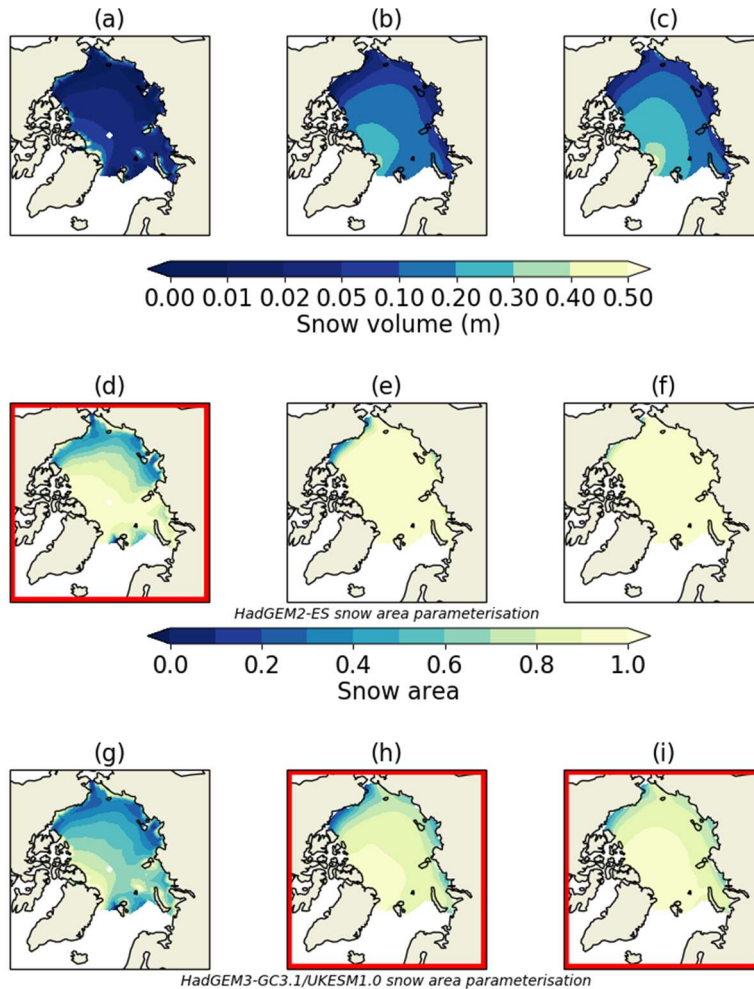 (a) (b) (c)
0.00 0.01 0.02 0.05 0.10 0.20 0.30 0.40 0.50
Snow volume (m)
(d) (e) (f)
HadGEM2-ES snow area parameterisation
0.0 0.2 0.4 0.6 0.8 1.0
Snow area
(g) (h) (i)
HadGEM3-GC3.1/UKESM1.0 snow area parameterisation